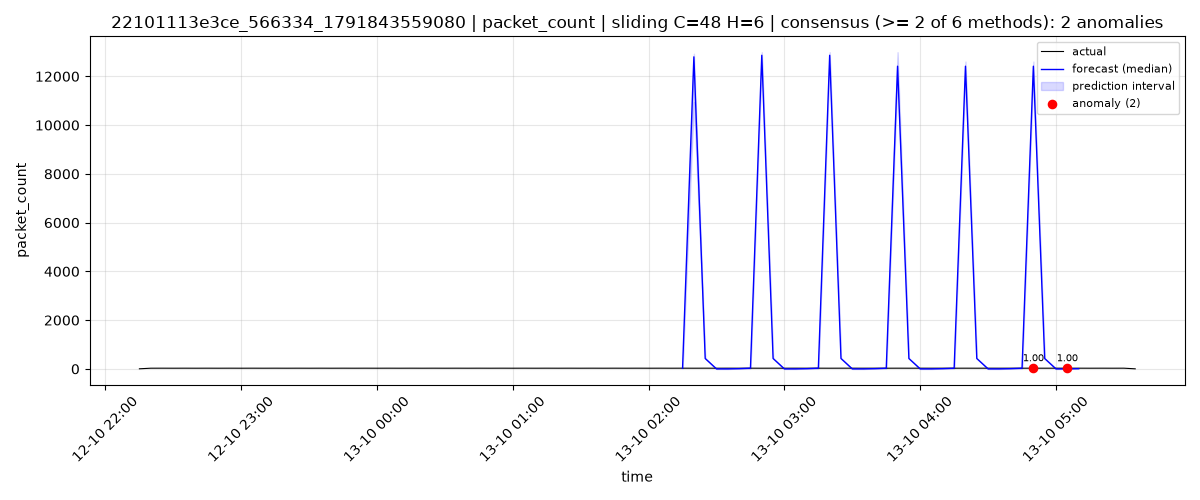 22101113e3ce_566334_1791843559080 | packet_count | sliding C=48 H=6 | consensus (>= 2 of 6 methods): 2 anomalies
actual
forecast (median)
prediction interval
anomaly (2)
packet_count
12000
10000
8000
6000
4000
2000
0
1.00
1.00
12-10 22:00
12-10 23:00
13-10 00:00
13-10 01:00
13-10 02:00
13-10 03:00
13-10 04:00
13-10 05:00
time